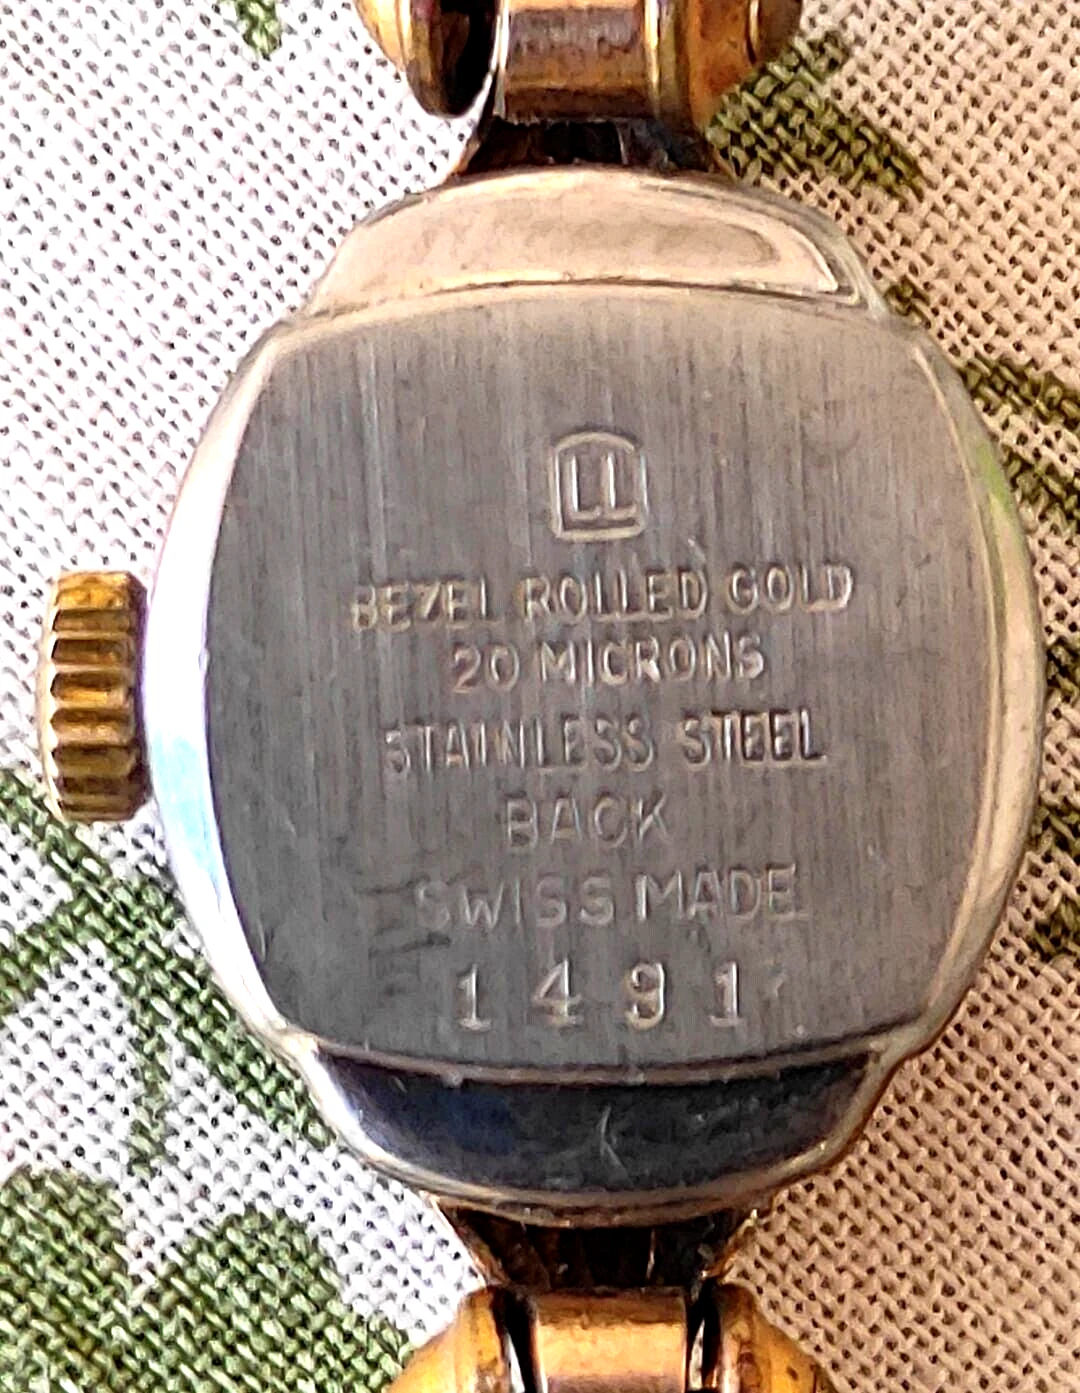 LL
BEZEL ROLLED GOLD
20 MICRONS
STAINLESS STEEL
BACK
SWISS MADE
1491